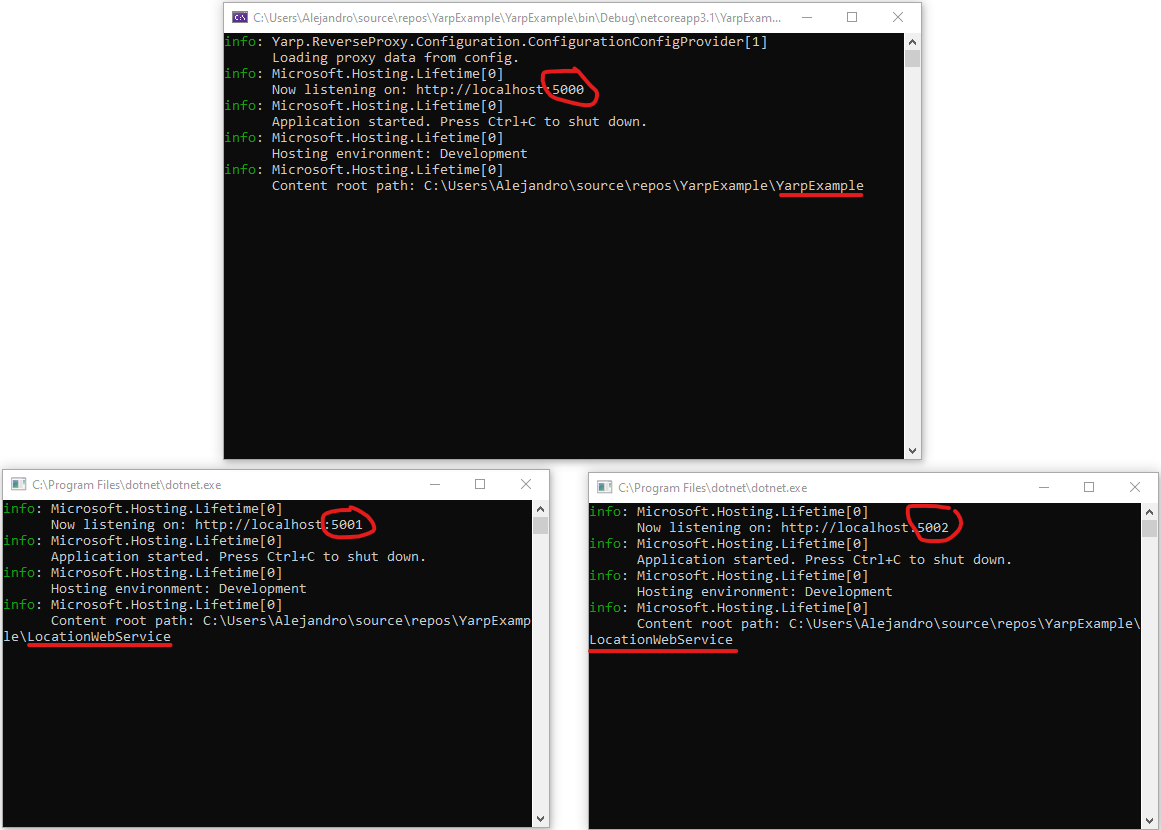 C:\Users\Alejandro\source\repos\YarpExample\YarpExample\bin\Debug\netcoreapp3.1\YarpExam...
info: Yarp.ReverseProxy.Configuration.ConfigurationConfigProvider[1]
Loading proxy data from config.
info: Microsoft.Hosting.Lifetime[0]
Now listening on: http://localhost:5000
info: Microsoft.Hosting.Lifetime[0]
Application started. Press Ctrl+C to shut down.
info: Microsoft.Hosting.Lifetime[0]
Hosting environment: Development
info: Microsoft.Hosting.Lifetime[0]
Content root path: C:\Users\Alejandro\source\repos\YarpExample\YarpExample
C:\Program Files\dotnet\dotnet.exe
info: Microsoft.Hosting.Lifetime[0]
Now listening on: http://localhost:5001
info: Microsoft.Hosting.Lifetime[0]
Application started. Press Ctrl+C to shut down.
info: Microsoft.Hosting.Lifetime[0]
Hosting environment: Development
info: Microsoft.Hosting.Lifetime[0]
Content root path: C:\Users\Alejandro\source\repos\YarpExamp
le\LocationWebService
C:\Program Files\dotnet\dotnet.exe
info: Microsoft.Hosting.Lifetime[0]
Now listening on: http://localhost:5002
info: Microsoft.Hosting.Lifetime[0]
Application started. Press Ctrl+C to shut down.
info: Microsoft.Hosting.Lifetime[0]
Hosting environment: Development
info: Microsoft.Hosting.Lifetime[0]
Content root path: C:\Users\Alejandro\source\repos\YarpExample\
LocationWebService